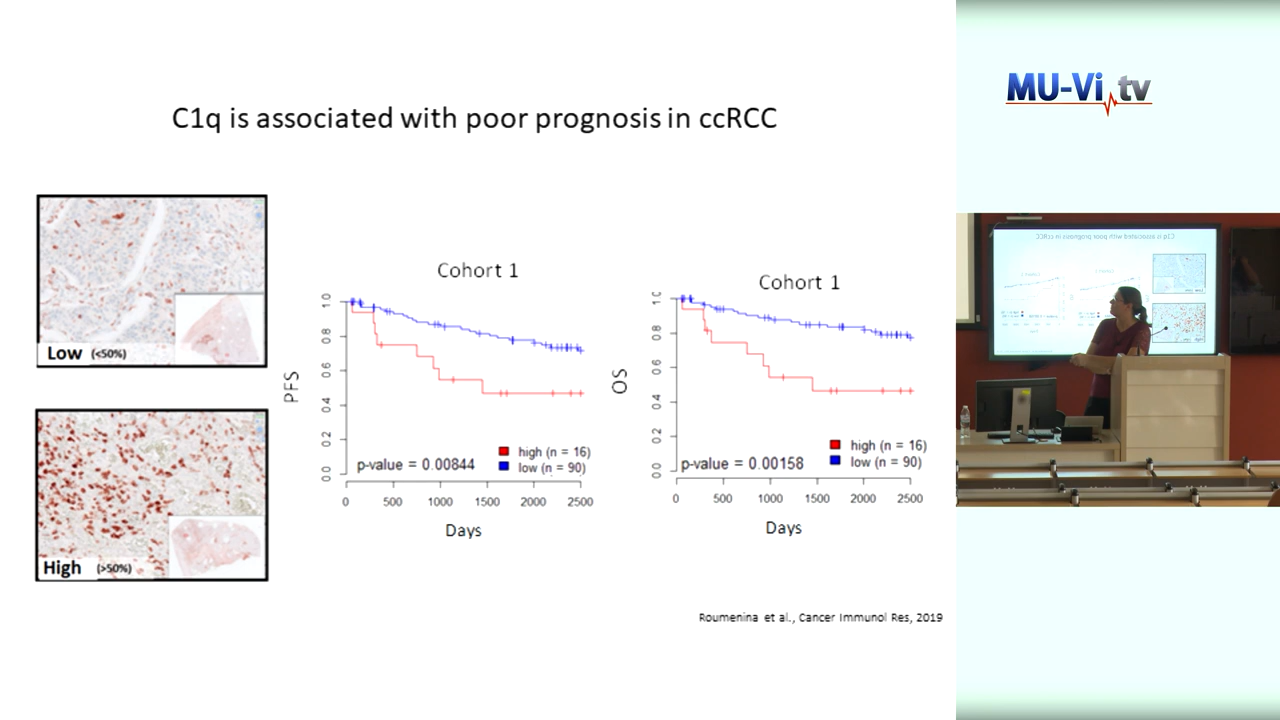 C1q is associated with poor prognosis in ccRCC
MU-Vi.tv
Low (<50%)
High (>50%)
Cohort 1
PFS
1.0
0.8
0.6
0.4
0.2
0.0
p-value = 0.00844
high (n = 16)
low (n = 90)
0 500 1000 1500 2000 2500
Days
Cohort 1
OS
0.8
0.6
0.4
0.2
0.0
p-value = 0.00158
high (n = 16)
low (n = 90)
0 500 1000 1500 2000 2500
Days
Roumenina et al., Cancer Immunol Res, 2019